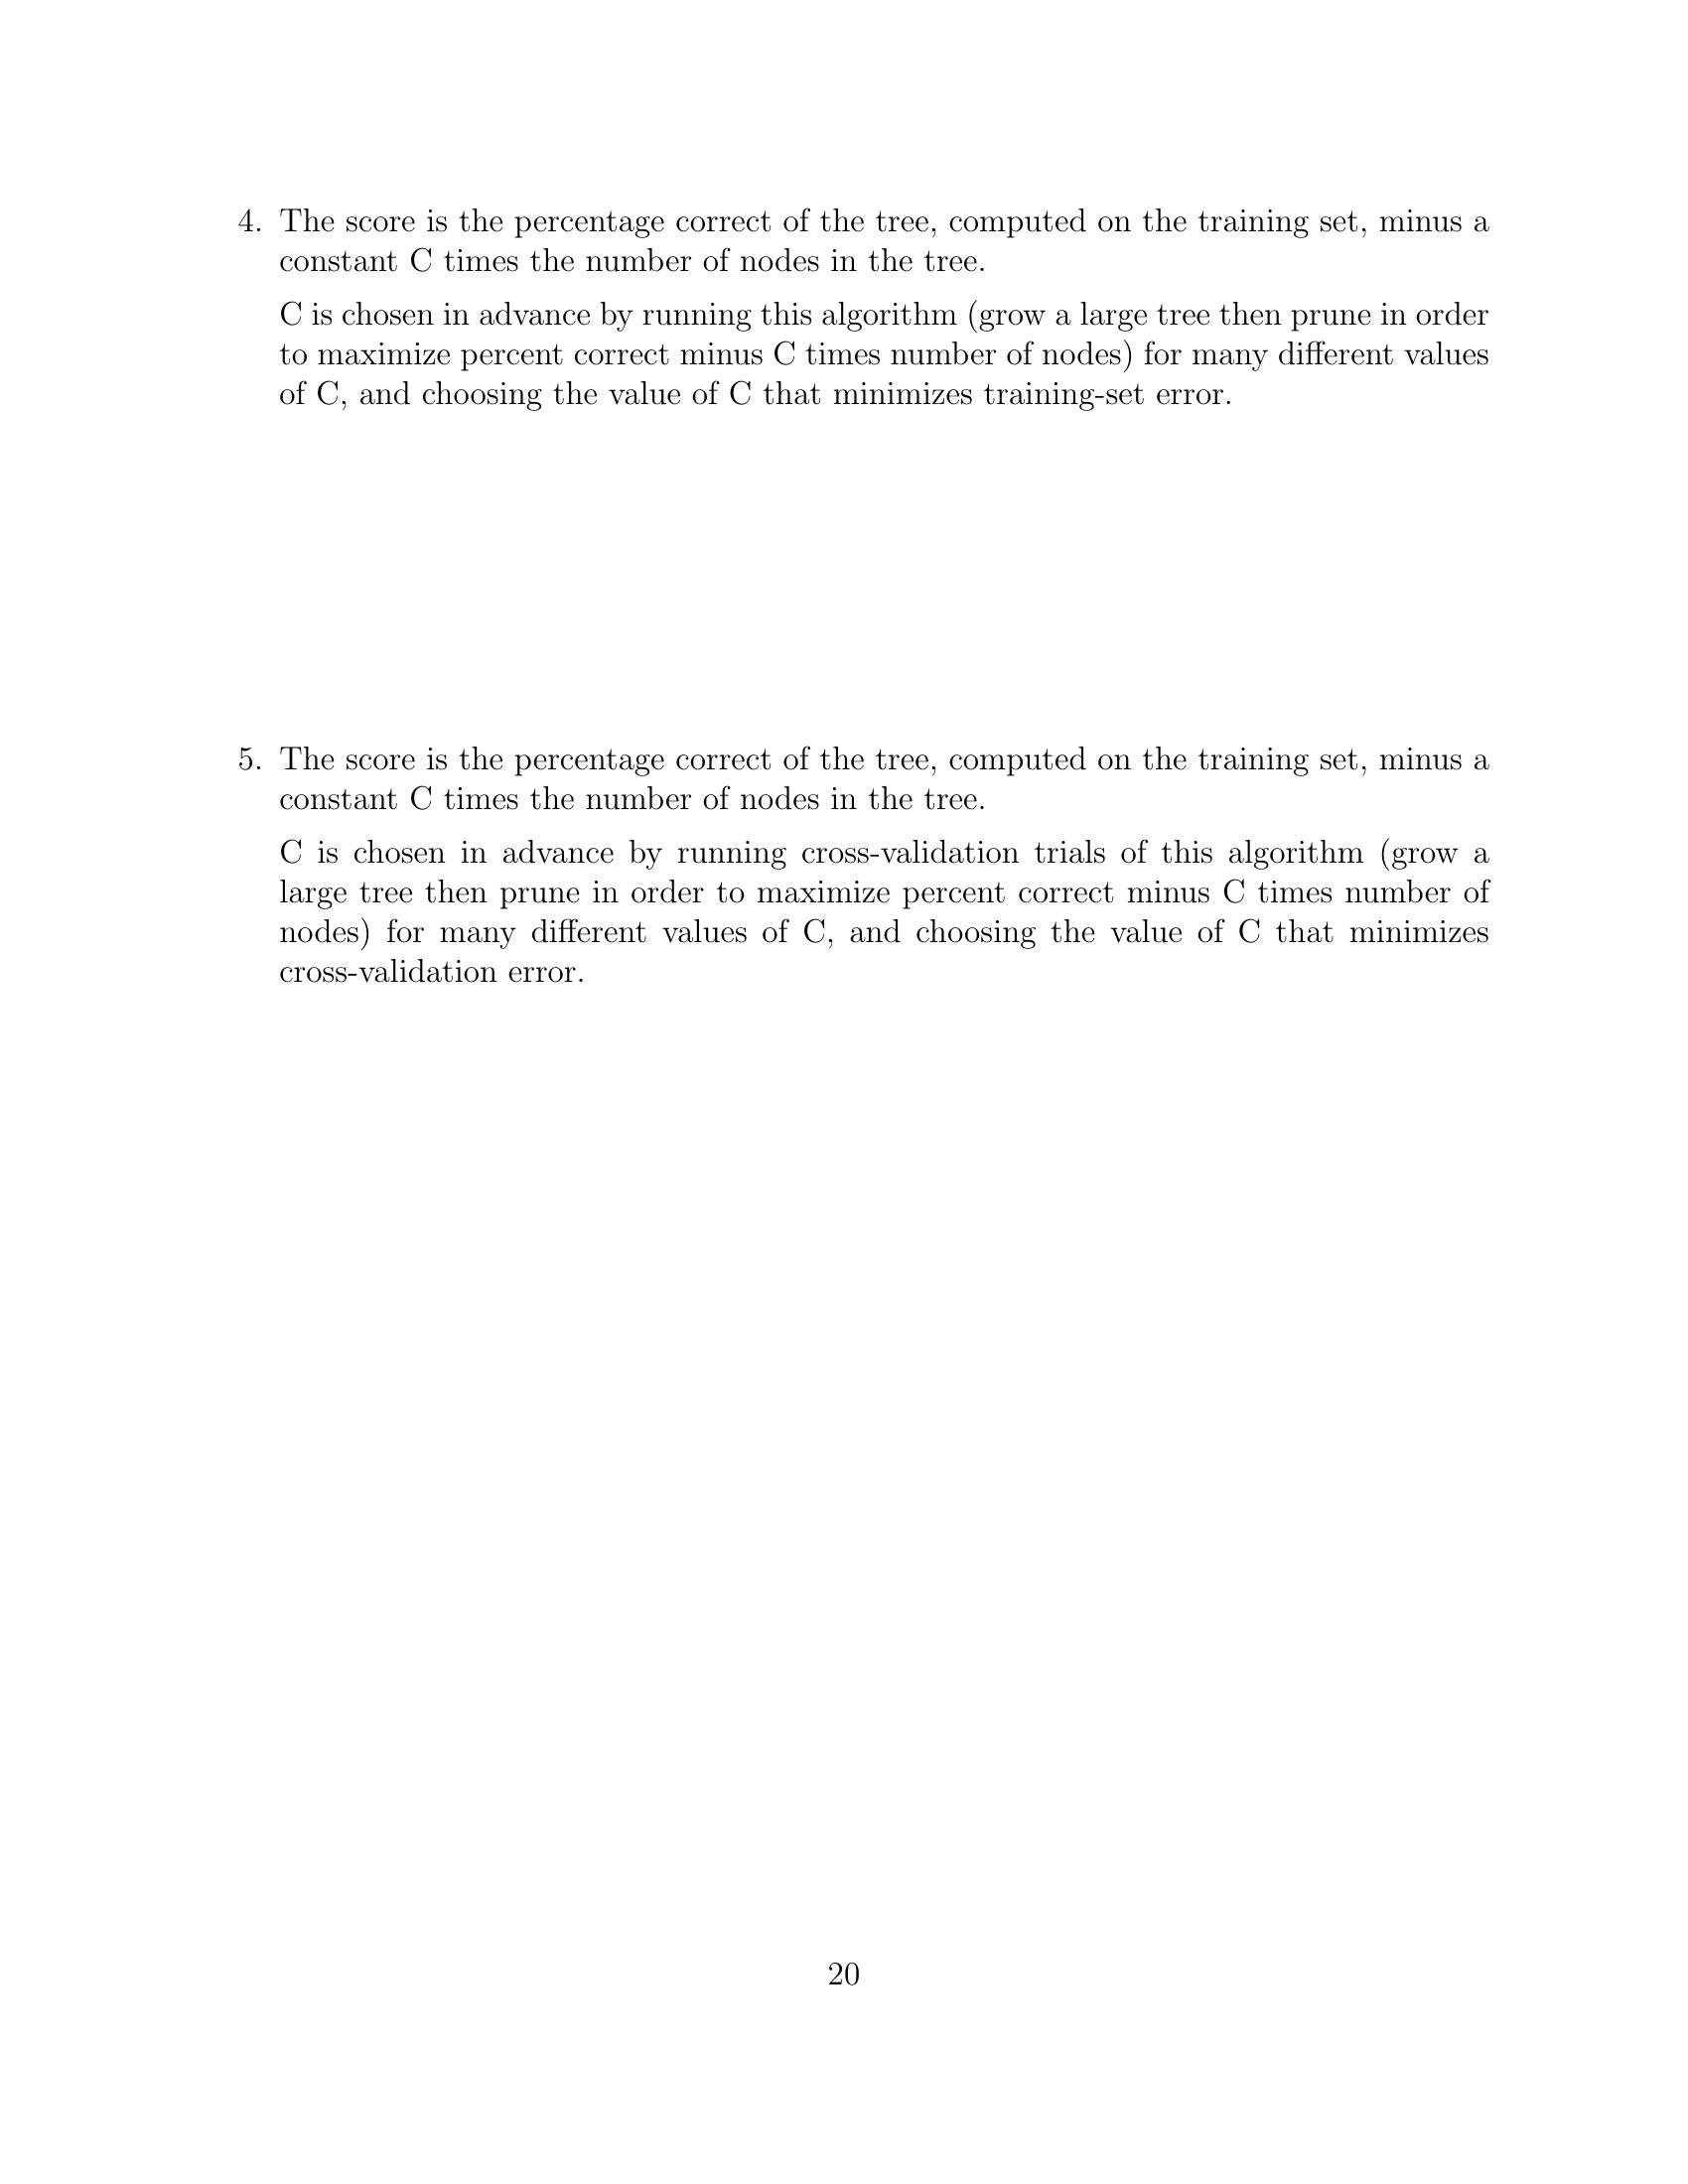 4. The score is the percentage correct of the tree, computed on the training set, minus a
constant C times the number of nodes in the tree.
C is chosen in advance by running this algorithm (grow a large tree then prune in order
to maximize percent correct minus C times number of nodes) for many different values
of C, and choosing the value of C that minimizes training-set error.
5. The score is the percentage correct of the tree, computed on the training set, minus a
constant C times the number of nodes in the tree.
C is chosen in advance by running cross-validation trials of this algorithm (grow a
large tree then prune in order to maximize percent correct minus C times number of
nodes) for many different values of C, and choosing the value of C that minimizes
cross-validation error.
20